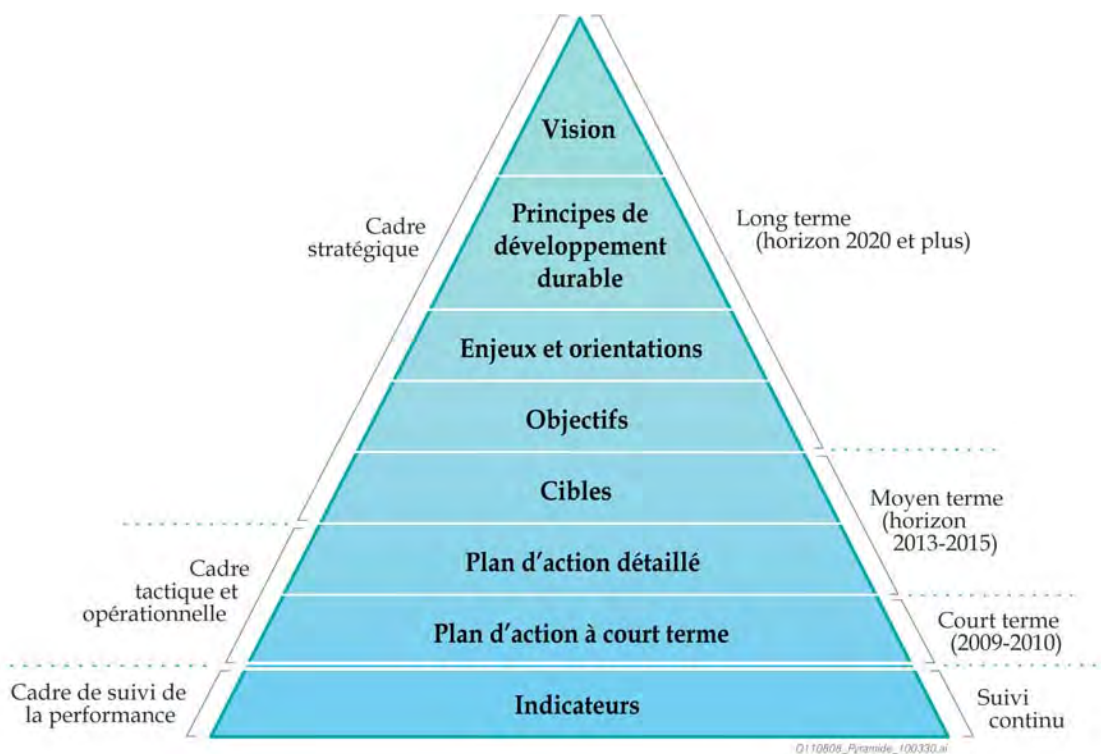 Vision
Principes de
développement
durable
Enjeux et orientations
Objectifs
Cibles
Plan d'action détaillé
Plan d'action à court terme
Indicateurs
Cadre
stratégique
Cadre
tactique et
opérationnelle
Cadre de suivi de
la performance
Long terme
(horizon 2020 et plus)
Moyen terme
(horizon
2013-2015)
Court terme
(2009-2010)
Suivi
continu
Q110808_Pyramide_100330.ai